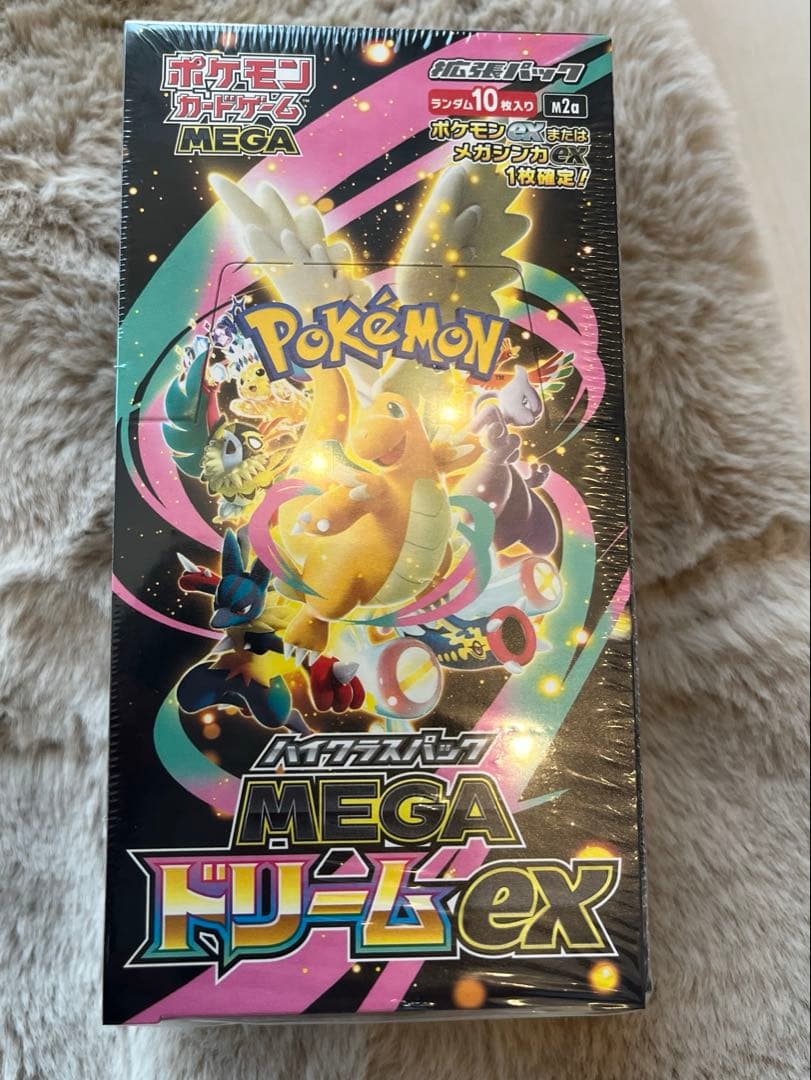 ポケモン
カードゲーム
MEGA
拡張パック
ランダム10枚入り
M2a
ポケモンexまたは
メガシンカex
1枚確定!
POKÉMON
TM
ハイクラスパック
MEGA
ドリームex